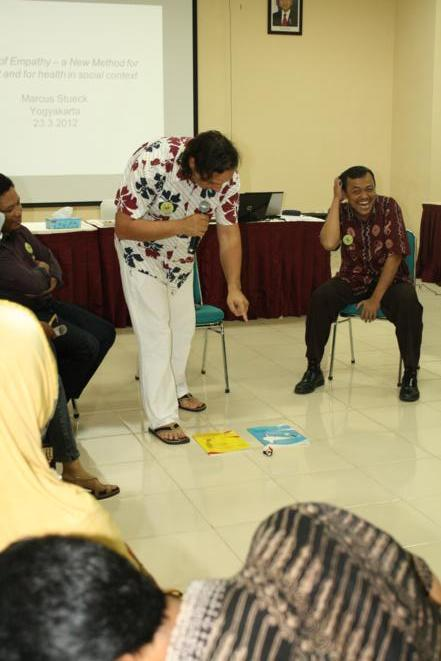 of Empathy – a New Method for
and for health in social context
Marcus Stueck
Yogyakarta
23.3.2012